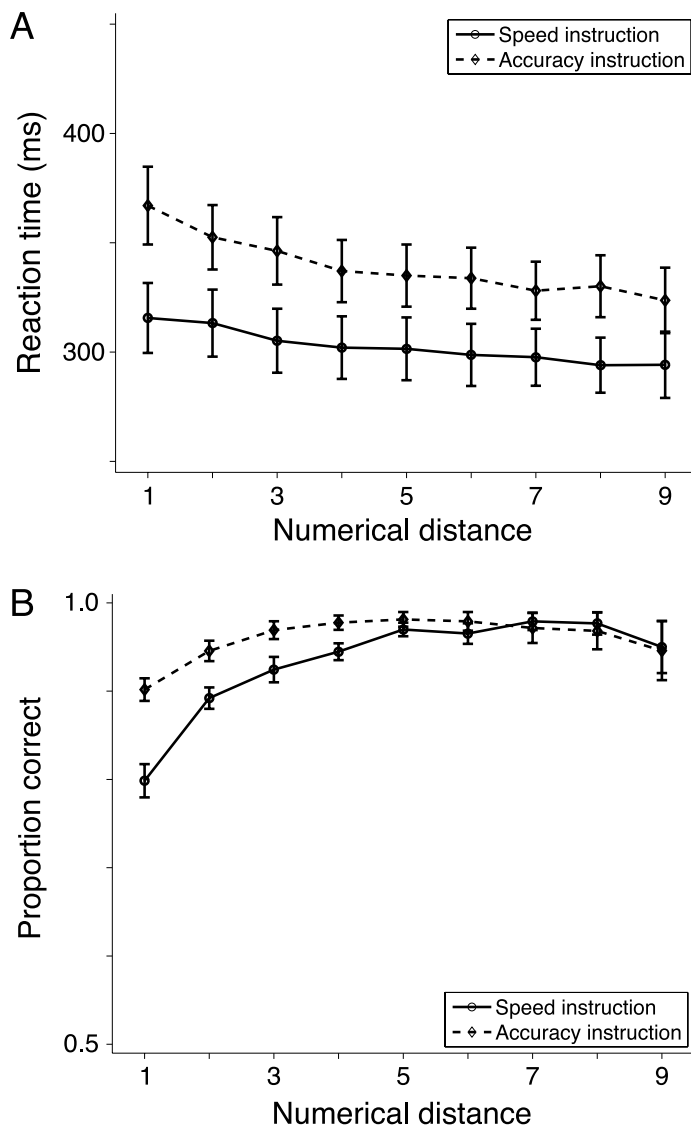 A
Speed instruction
Accuracy instruction
Reaction time (ms)
400
300
1 3 5 7 9
Numerical distance
B
1.0
Proportion correct
0.5
Speed instruction
Accuracy instruction
1 3 5 7 9
Numerical distance